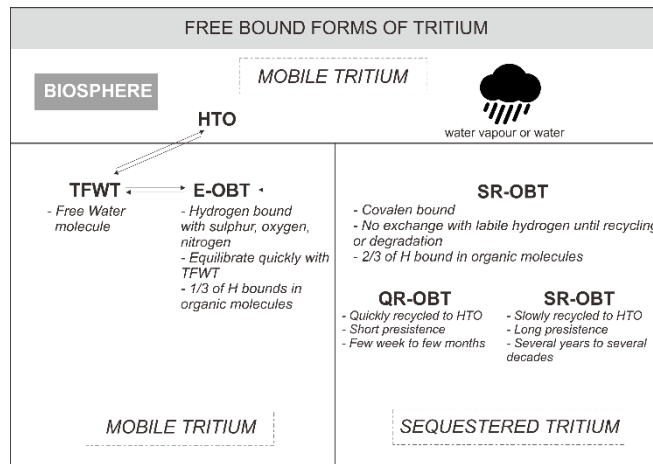 FREE BOUND FORMS OF TRITIUM
MOBILE TRITIUM
BIOSPHERE
HTO
water vapour or water
TFWT
- Free Water
molecule
E-OBT
- Hydrogen bound
with sulphur, oxygen,
nitrogen
- Equilibrate quickly with
TFWT
- 1/3 of H bounds in
organic molecules
MOBILE TRITIUM
SR-OBT
- Covalen bound
- No exchange with labile hydrogen until recycling
or degradation
- 2/3 of H bound in organic molecules
QR-OBT
- Quickly recycled to HTO
- Short presistence
- Few week to few months
SR-OBT
- Slowly recycled to HTO
- Long presistence
- Several years to several
decades
SEQUESTERED TRITIUM